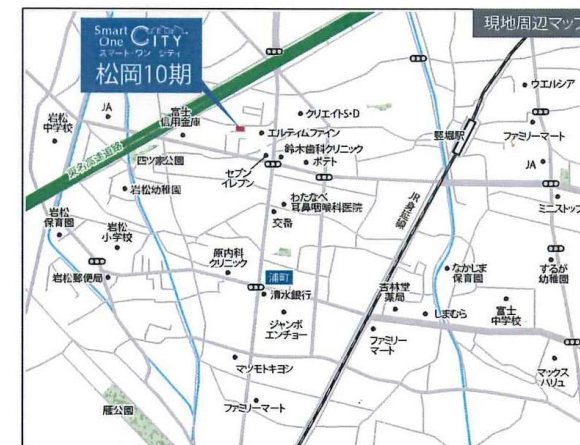 現地周辺マップ
Smart One CITY
スマート・ワン シティ
松岡10期
JA
岩松
中学校
富士
信用金庫
クリエイトS・D
ウエルシア
エルティムファイン
竪堀駅
ファミリーマート
東名高速道路
四ツ家公園
鈴木歯科クリニック
セブン
イレブン
ポテト
JA
岩松幼稚園
わたなべ
耳鼻咽喉科医院
JR身延線
ミニストップ
岩松
保育園
交番
岩松
小学校
原内科
クリニック
浦町
なかじま
保育園
するが
幼稚園
岩松郵便局
清水銀行
吉林堂
薬局
富士
中学校
ジャンボ
エンチョー
しまむら
ファミリー
マート
マツモトキヨシ
マックス
バリュ
雁公園
ファミリーマート